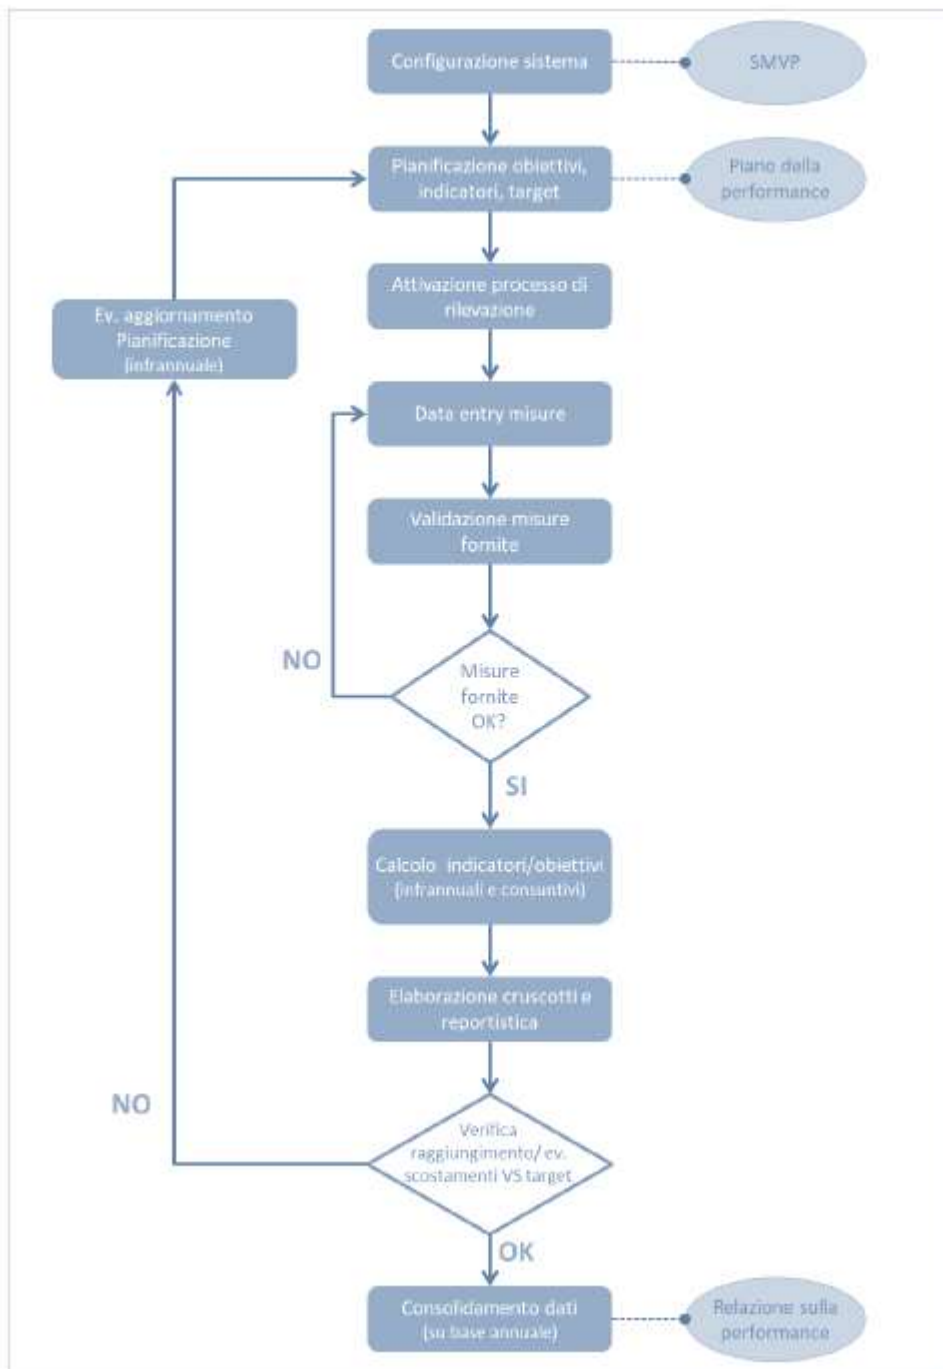 Configurazione sistema
SMVP
Pianificazione obiettivi,
indicatori, target
Piano della
performance
Attivazione processo di
rilevazione
Ev. aggiornamento
Pianificazione
(infrannuale)
Data entry misure
Validazione misure
fornite
NO
Misure
fornite
OK?
SI
Calcolo indicatori/obiettivi
(infrannuali e consuntivi)
Elaborazione cruscotti e
reportistica
NO
Verifica
raggiungimento/ ev.
scostamenti VS target
OK
Consolidamento dati
(su base annuale)
Relazione sulla
performance